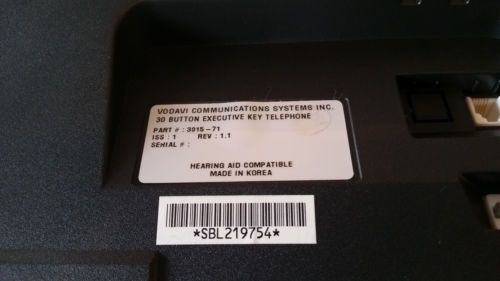 VODAVI COMMUNICATIONS SYSTEMS INC.
30 BUTTON EXECUTIVE KEY TELEPHONE
PART # : 3915-71
ISS : 1 REV : 1.1
SERIAL # :
HEARING AID COMPATIBLE
MADE IN KOREA
*SBL219754*